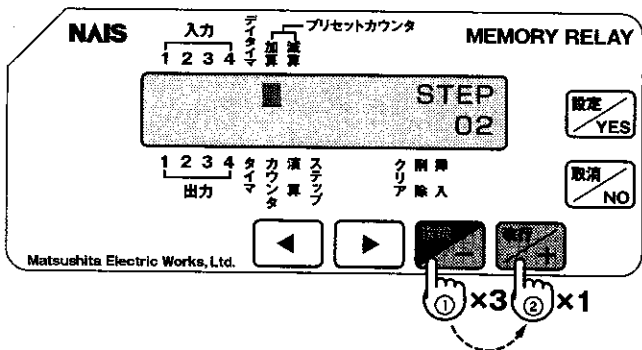 NAIS
MEMORY RELAY
入力
1 2 3 4
デイタイマ
加算
減算
プリセットカウンタ
STEP
02
設定 YES
1 2 3 4
出力
タイマ
カウンタ
演算
ステップ
クリア
削除
挿入
取消 NO
◀ ▶ - +
Matsushita Electric Works, Ltd.
① ×3 ② ×1